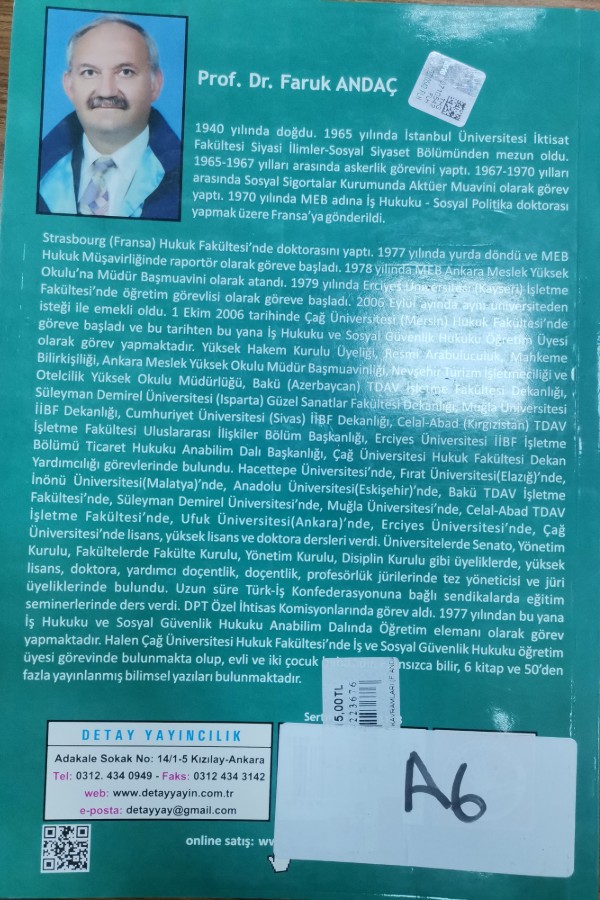 Prof. Dr. Faruk ANDAÇ
1940 yılında doğdu. 1965 yılında İstanbul Üniversitesi İktisat
Fakültesi Siyasi İlimler-Sosyal Siyaset Bölümünden mezun oldu.
1965-1967 yılları arasında askerlik görevini yaptı. 1967-1970 yılları
arasında Sosyal Sigortalar Kurumunda Aktüer Muavini olarak görev
yaptı. 1970 yılında MEB adına İş Hukuku - Sosyal Politika doktorası
yapmak üzere Fransa'ya gönderildi.
Strasbourg (Fransa) Hukuk Fakültesi'nde doktorasını yaptı. 1977 yılında yurda döndü ve MEB
Hukuk Müşavirliğinde raportör olarak göreve başladı. 1978 yılında MEB Ankara Meslek Yüksek
Okulu'na Müdür Başmuavini olarak atandı. 1979 yılında Erciyes Üniversitesi (Kayseri) İşletme
Fakültesi'nde öğretim görevlisi olarak göreve başladı. 2006 Eylül ayında aynı üniversiteden
isteği ile emekli oldu. 1 Ekim 2006 tarihinde Çağ Üniversitesi (Mersin) Hukuk Fakültesi'nde
göreve başladı ve bu tarihten bu yana İş Hukuku ve Sosyal Güvenlik Hukuku Öğretim Üyesi
olarak görev yapmaktadır. Yüksek Hakem Kurulu Üyeliği, Resmi Arabuluculuk, Mahkeme
Bilirkişiliği, Ankara Meslek Yüksek Okulu Müdür Başmuavinliği, Nevşehir Turizm İşletmeciliği ve
Otelcilik Yüksek Okulu Müdürlüğü, Bakü (Azerbaycan) TDAV İşletme Fakültesi Dekanlığı,
Süleyman Demirel Üniversitesi (Isparta) Güzel Sanatlar Fakültesi Dekanlığı, Muğla Üniversitesi
İİBF Dekanlığı, Cumhuriyet Üniversitesi (Sivas) İİBF Dekanlığı, Celal-Abad (Kırgızistan) TDAV
İşletme Fakültesi Uluslararası İlişkiler Bölüm Başkanlığı, Erciyes Üniversitesi İİBF İşletme
Bölümü Ticaret Hukuku Anabilim Dalı Başkanlığı, Çağ Üniversitesi Hukuk Fakültesi Dekan
Yardımcılığı görevlerinde bulundu. Hacettepe Üniversitesi'nde, Fırat Üniversitesi(Elazığ)'nde,
İnönü Üniversitesi(Malatya)'nde, Anadolu Üniversitesi(Eskişehir)'nde, Bakü TDAV İşletme
Fakültesi'nde, Süleyman Demirel Üniversitesi'nde, Muğla Üniversitesi'nde, Celal-Abad TDAV
İşletme Fakültesi'nde, Ufuk Üniversitesi(Ankara)'nde, Erciyes Üniversitesi'nde, Çağ
Üniversitesi'nde lisans, yüksek lisans ve doktora dersleri verdi. Üniversitelerde Senato, Yönetim
Kurulu, Fakültelerde Fakülte Kurulu, Yönetim Kurulu, Disiplin Kurulu gibi üyeliklerde, yüksek
lisans, doktora, yardımcı doçentlik, doçentlik, profesörlük jürilerinde tez yöneticisi ve jüri
üyeliklerinde bulundu. Uzun süre Türk-İş Konfederasyonuna bağlı sendikalarda eğitim
seminerlerinde ders verdi. DPT Özel İhtisas Komisyonlarında görev aldı. 1977 yılından bu yana
İş Hukuku ve Sosyal Güvenlik Hukuku Anabilim Dalında Öğretim elemanı olarak görev
yapmaktadır. Halen Çağ Üniversitesi Hukuk Fakültesi'nde İş ve Sosyal Güvenlik Hukuku öğretim
üyesi görevinde bulunmakta olup, evli ve iki çocuk bilir, 6 kitap ve 50'den
fazla yayınlanmış bilimsel yazıları bulunmaktadır.
5,00TL
223676
Ser
DETAY YAYINCILIK
Adakale Sokak No: 14/1-5 Kızılay-Ankara
Tel: 0312. 434 0949 - Faks: 0312 434 3142
web: www.detayyayin.com.tr
e-posta: detayyay@gmail.com
online satış: www
A6